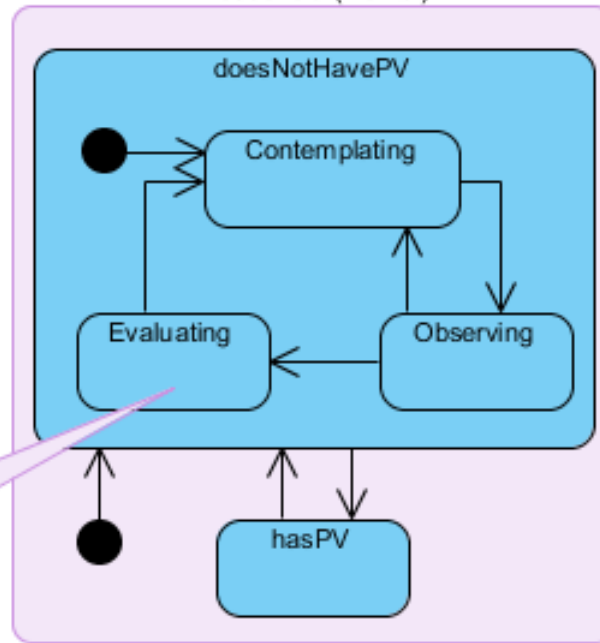 doesNotHavePV
Contemplating
Evaluating
Observing
hasPV